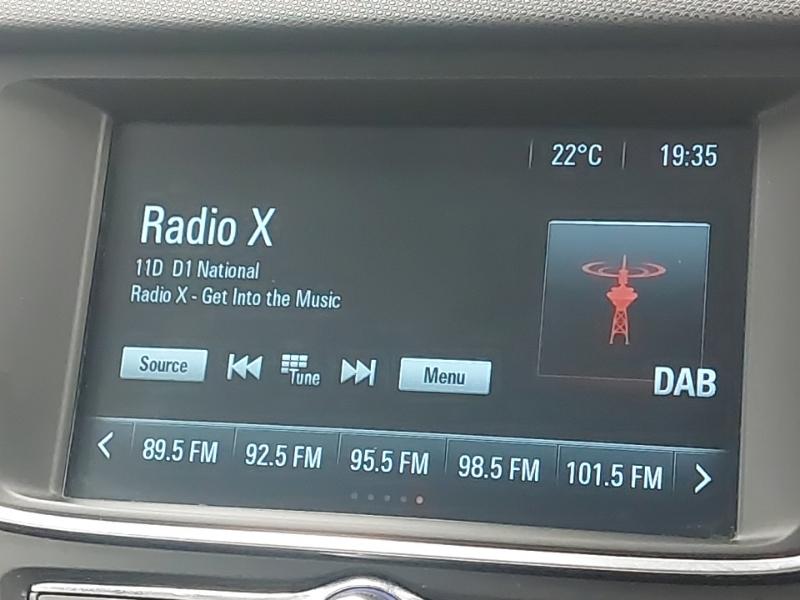 22°C 19:35
Radio X
11D D1 National
Radio X - Get Into the Music
Source Tune Menu
DAB
89.5 FM 92.5 FM 95.5 FM 98.5 FM 101.5 FM